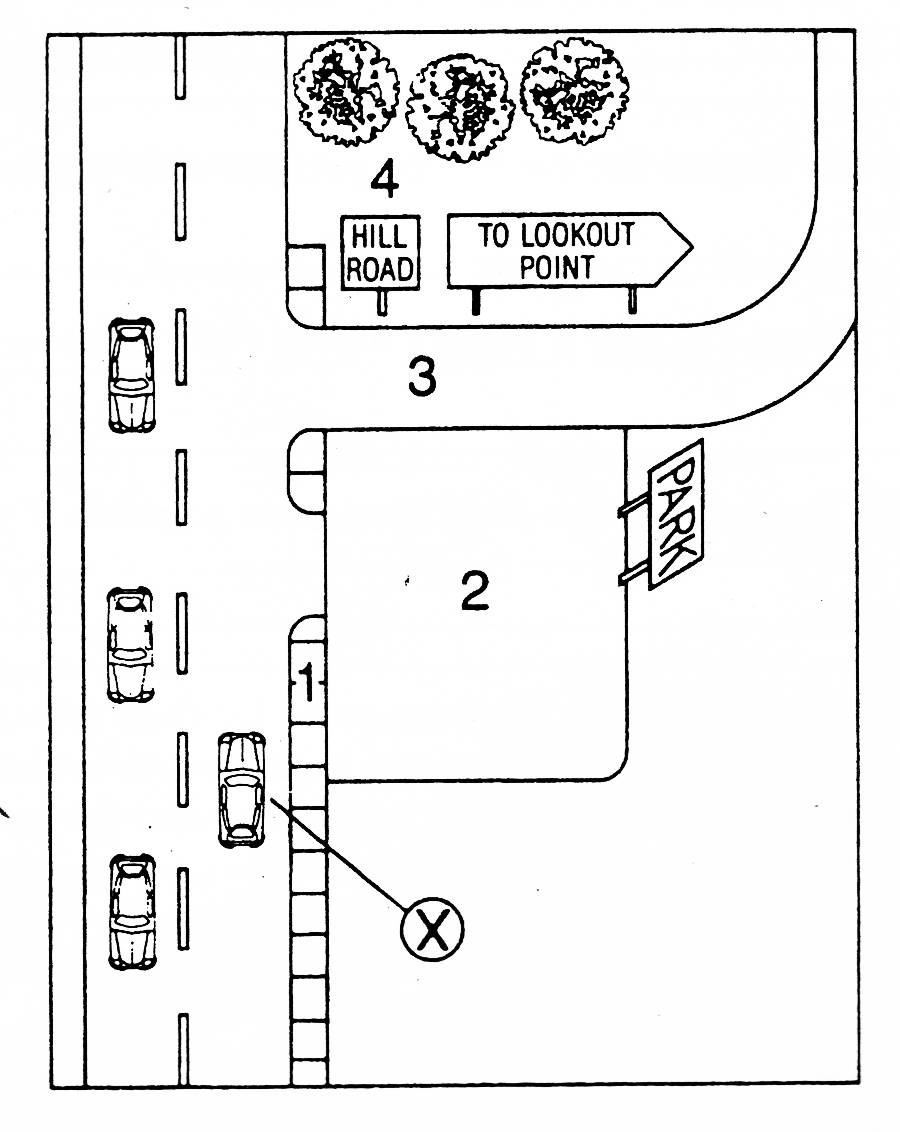 4
HILL
ROAD
TO LOOKOUT
POINT
3
PARK
2
1
X